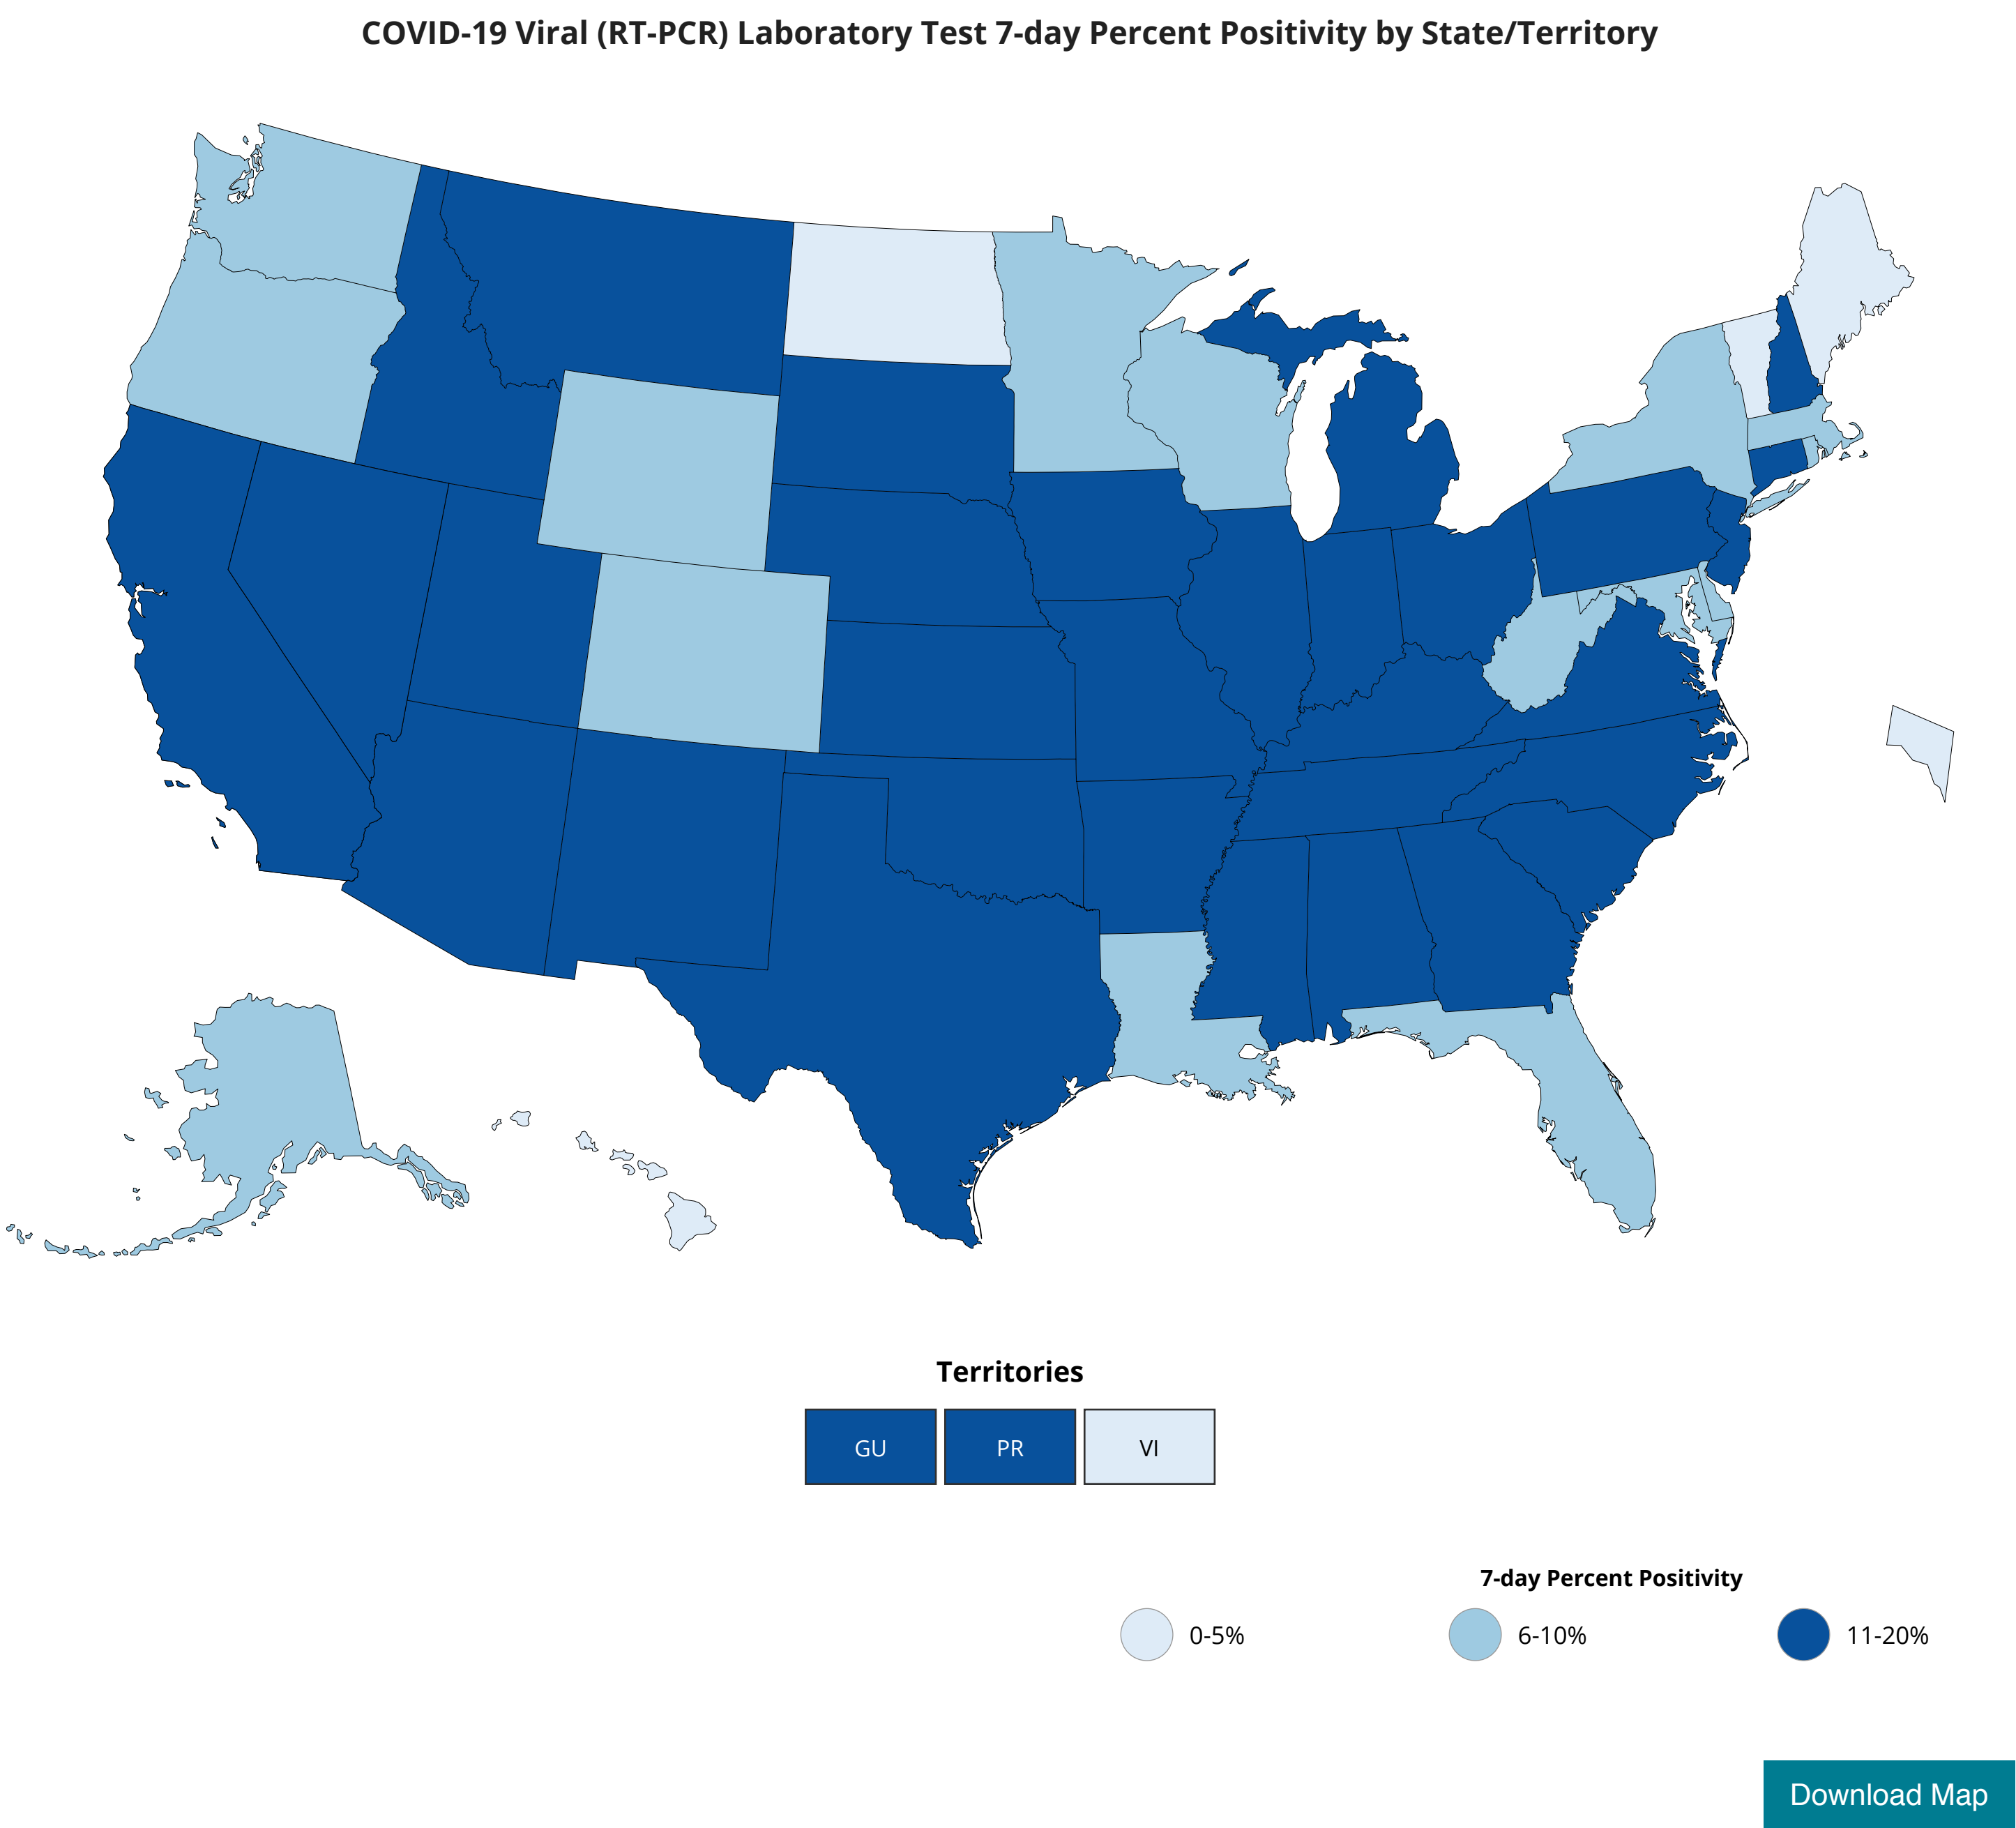 COVID-19 Viral (RT-PCR) Laboratory Test 7-day Percent Positivity by State/Territory
Territories
GU PR VI
7-day Percent Positivity
0-5% 6-10% 11-20%
Download Map